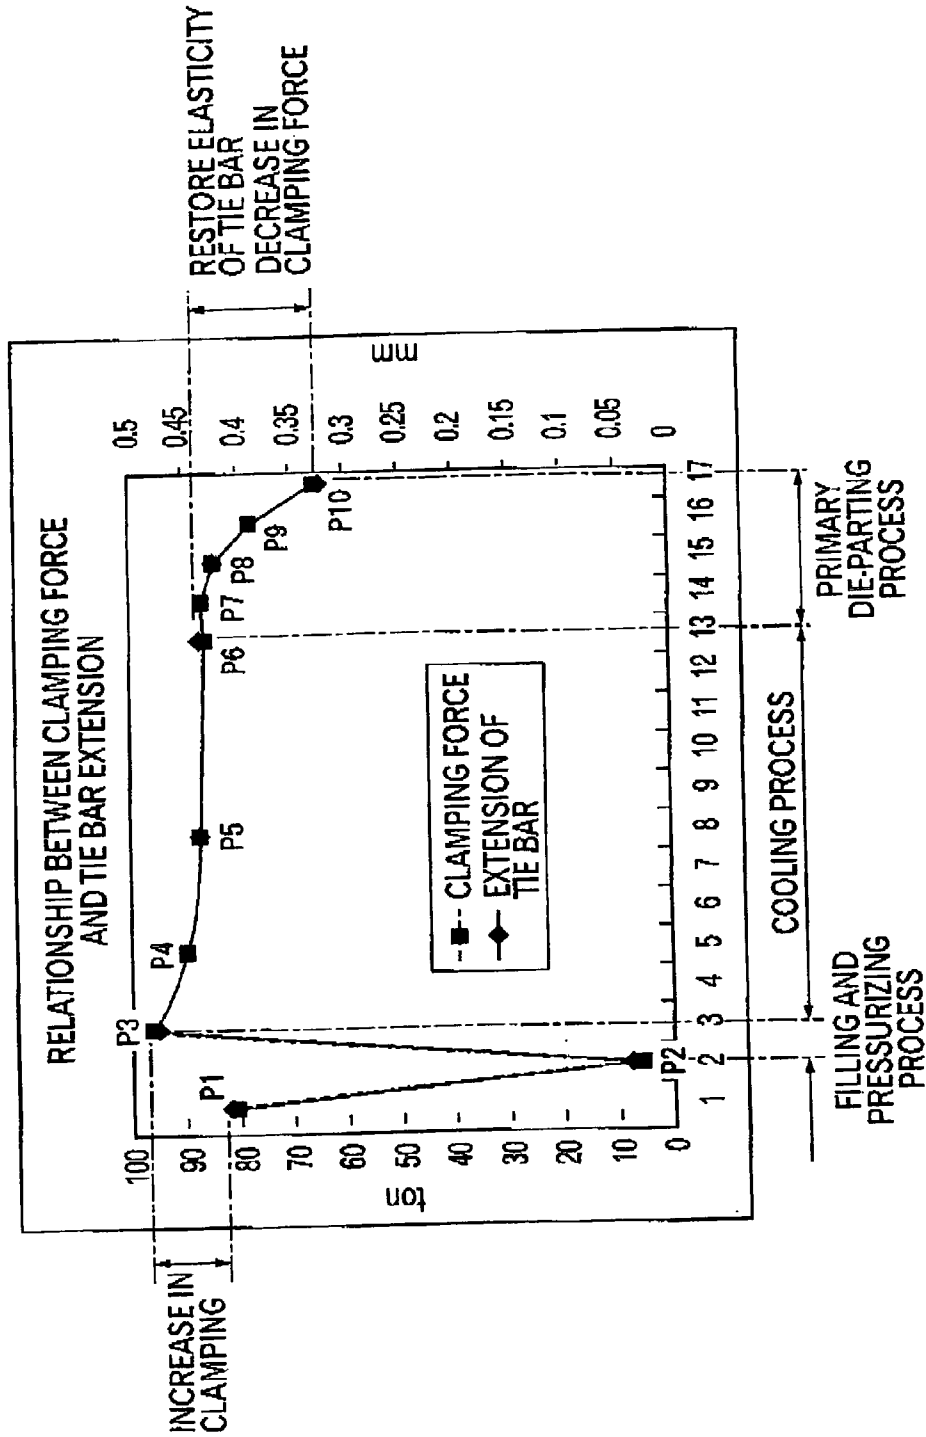 RELATIONSHIP BETWEEN CLAMPING FORCE
AND TIE BAR EXTENSION
INCREASE IN
CLAMPING
RESTORE ELASTICITY
OF TIE BAR
DECREASE IN
CLAMPING FORCE
ton
100
90
80
70
60
50
40
30
20
10
0
mm
0.5
0.45
0.4
0.35
0.3
0.25
0.2
0.15
0.1
0.05
0
P1
P2
P3
P4
P5
P6
P7
P8
P9
P10
CLAMPING FORCE
EXTENSION OF
TIE BAR
1 2 3 4 5 6 7 8 9 10 11 12 13 14 15 16 17
FILLING AND
PRESSURIZING
PROCESS
COOLING PROCESS
PRIMARY
DIE-PARTING
PROCESS